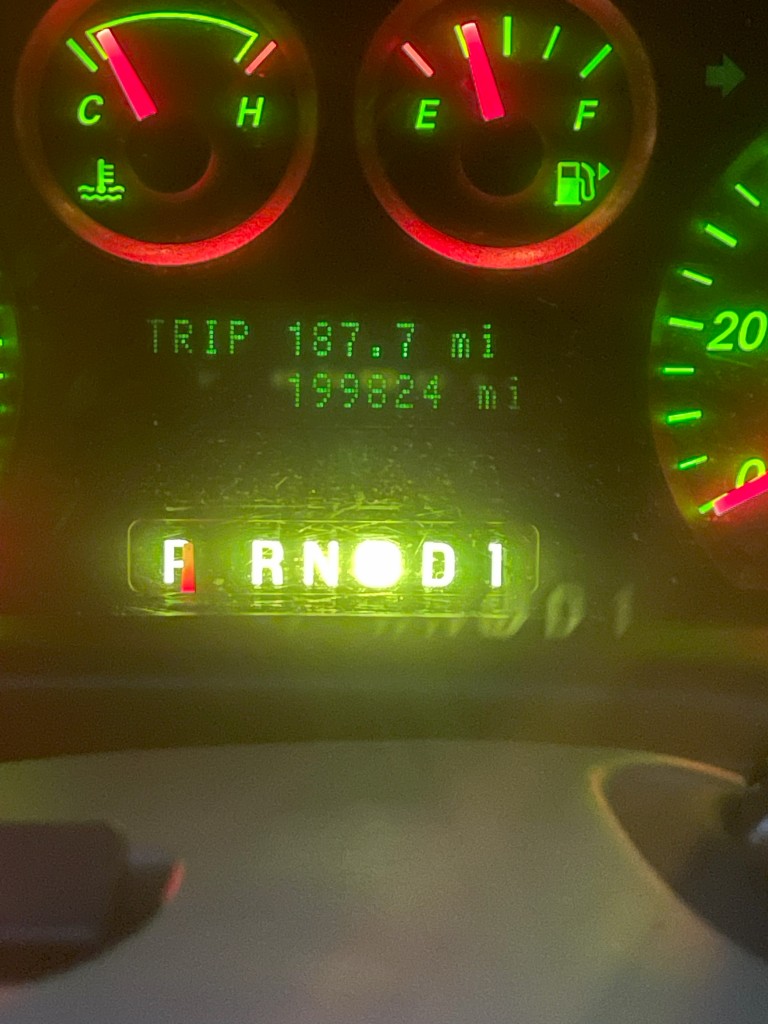 C H
E F
20
0
TRIP 187.7 mi
199824 mi
P R N D 1